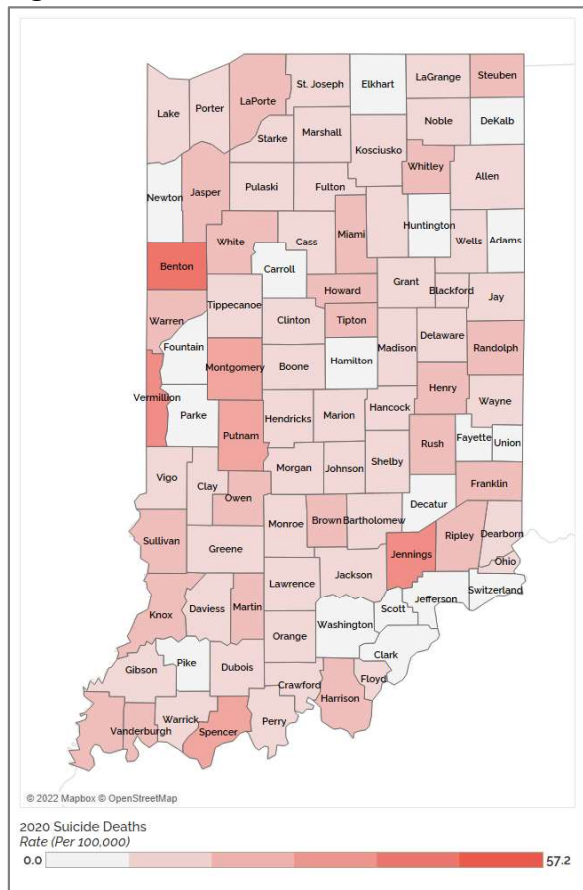 St. Joseph
Elkhart
LaGrange
Steuben
Lake
Porter
LaPorte
Noble
DeKalb
Starke
Marshall
Kosciusko
Whitley
Allen
Newton
Jasper
Pulaski
Fulton
Huntington
Wells
Adams
White
Cass
Miami
Benton
Carroll
Grant
Blackford
Jay
Howard
Tippecanoe
Warren
Clinton
Tipton
Fountain
Madison
Delaware
Randolph
Montgomery
Boone
Hamilton
Henry
Vermillion
Parke
Hendricks
Marion
Hancock
Wayne
Putnam
Rush
Fayette
Union
Morgan
Johnson
Shelby
Vigo
Clay
Owen
Franklin
Decatur
Monroe
Brown
Bartholomew
Sullivan
Greene
Jennings
Ripley
Dearborn
Ohio
Lawrence
Jackson
Switzerland
Jefferson
Knox
Daviess
Martin
Scott
Washington
Orange
Clark
Pike
Gibson
Dubois
Crawford
Floyd
Harrison
Warrick
Perry
Vanderburgh
Spencer
© 2022 Mapbox © OpenStreetMap
2020 Suicide Deaths
Rate (Per 100,000)
0.0 57.2